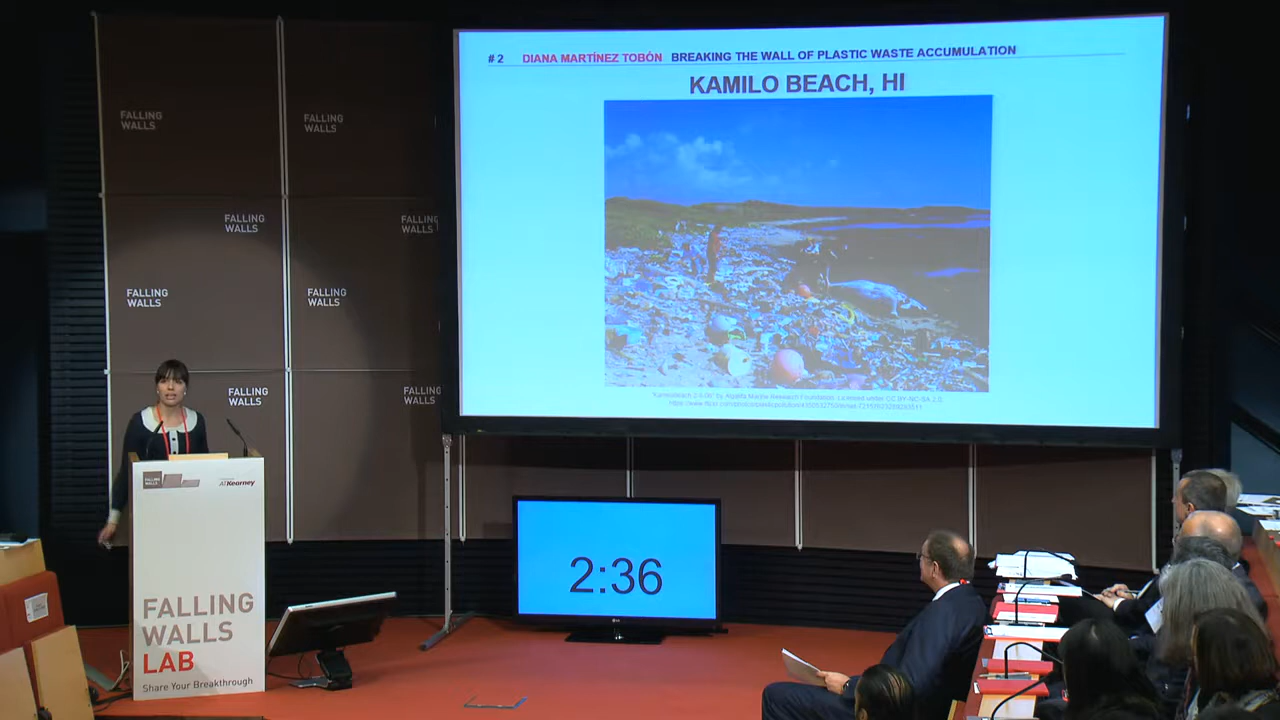 # 2 DIANA MARTÍNEZ TOBÓN BREAKING THE WALL OF PLASTIC WASTE ACCUMULATION
KAMILO BEACH, HI
FALLING
WALLS
FALLING
WALLS
FALLING
WALLS
FALLING
WALLS
FALLING
WALLS
FALLING
WALLS
FALLING
WALLS
FALLING
WALLS
2:36
LG
FALLING
WALLS
ATKearney
FALLING
WALLS
LAB
Share Your Breakthrough